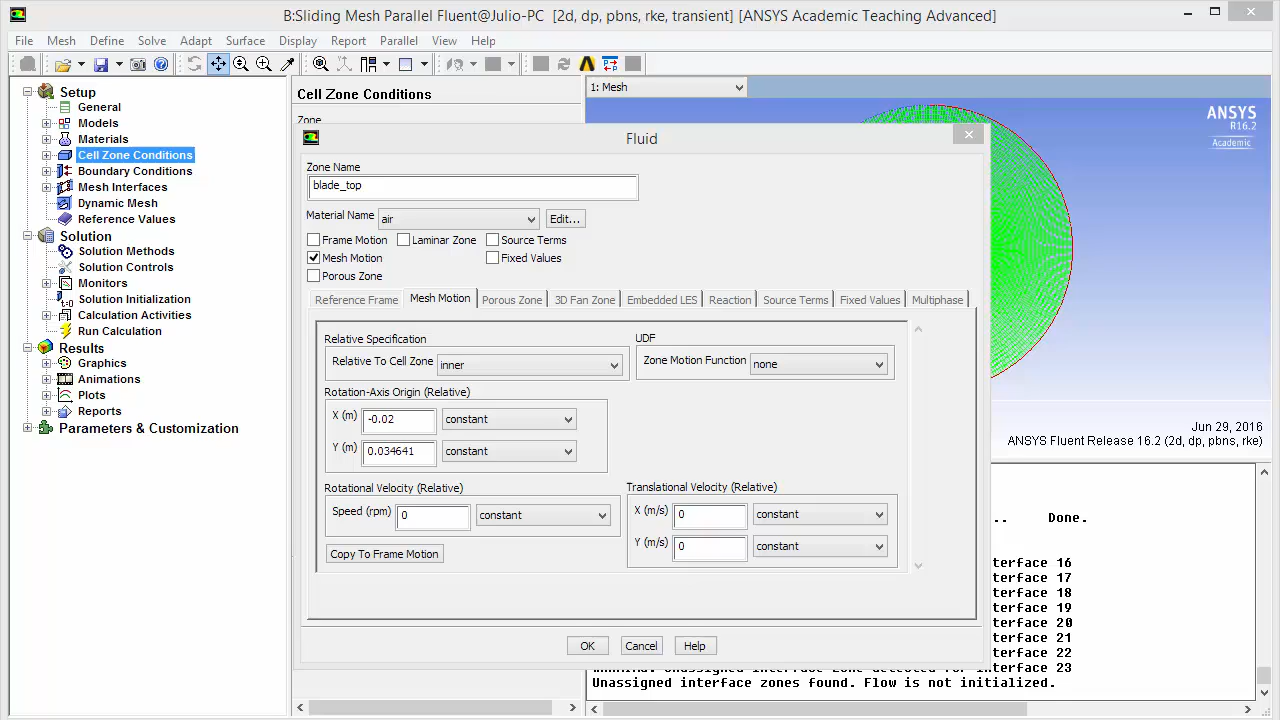 B:Sliding Mesh Parallel Fluent@Julio-PC [2d, dp, pbns, rke, transient] [ANSYS Academic Teaching Advanced]
File Mesh Define Solve Adapt Surface Display Report Parallel View Help
Setup
General
Models
Materials
Cell Zone Conditions
Boundary Conditions
Mesh Interfaces
Dynamic Mesh
Reference Values
Solution
Solution Methods
Solution Controls
Monitors
Solution Initialization
Calculation Activities
Run Calculation
Results
Graphics
Animations
Plots
Reports
Parameters & Customization
Cell Zone Conditions
Zone
1: Mesh
ANSYS
R16.2
Academic
Fluid
Zone Name
blade_top
Material Name air Edit...
Frame Motion Laminar Zone Source Terms
Mesh Motion Fixed Values
Porous Zone
Reference Frame Mesh Motion Porous Zone 3D Fan Zone Embedded LES Reaction Source Terms Fixed Values Multiphase
Relative Specification UDF
Relative To Cell Zone inner Zone Motion Function none
Rotation-Axis Origin (Relative)
X (m) -0.02 constant
Y (m) 0.034641 constant
Rotational Velocity (Relative) Translational Velocity (Relative)
Speed (rpm) 0 constant X (m/s) 0 constant
Y (m/s) 0 constant
Copy To Frame Motion
OK Cancel Help
Jun 29, 2016
ANSYS Fluent Release 16.2 (2d, dp, pbns, rke)
.. Done.
terface 16
terface 17
terface 18
terface 19
terface 20
terface 21
terface 22
interface 23
Unassigned interface zones found. Flow is not initialized.